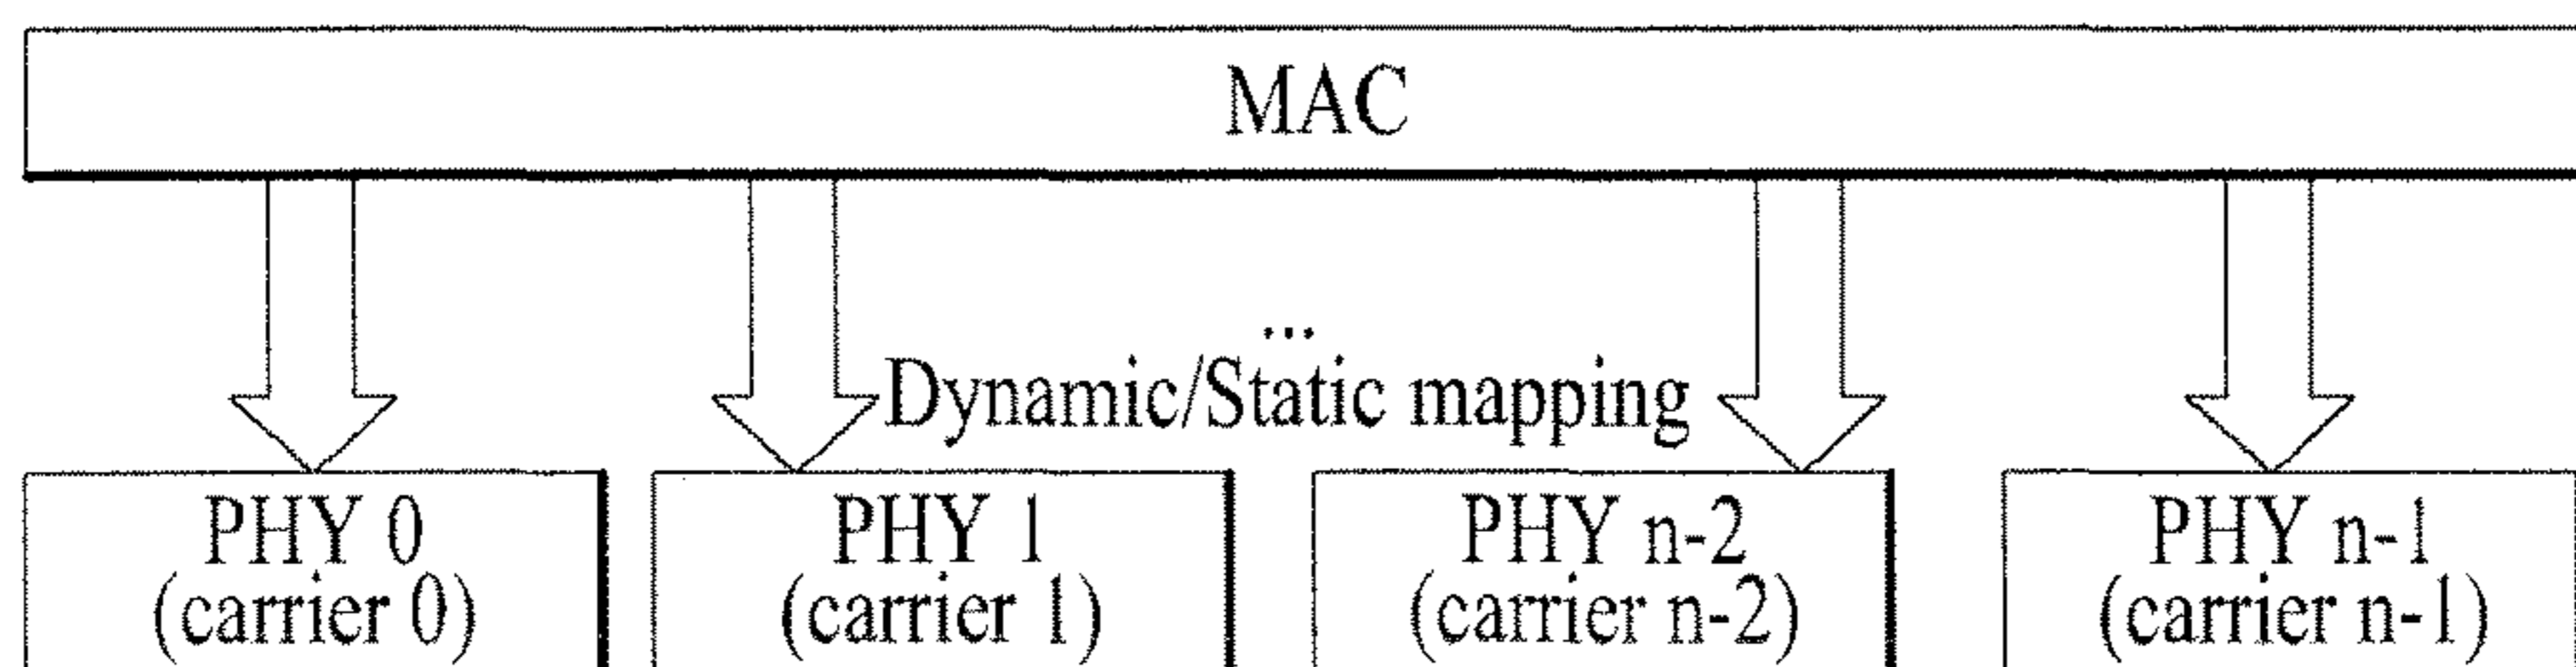 MAC
...
Dynamic/Static mapping
PHY 0
(carrier 0)
PHY 1
(carrier 1)
PHY n-2
(carrier n-2)
PHY n-1
(carrier n-1)